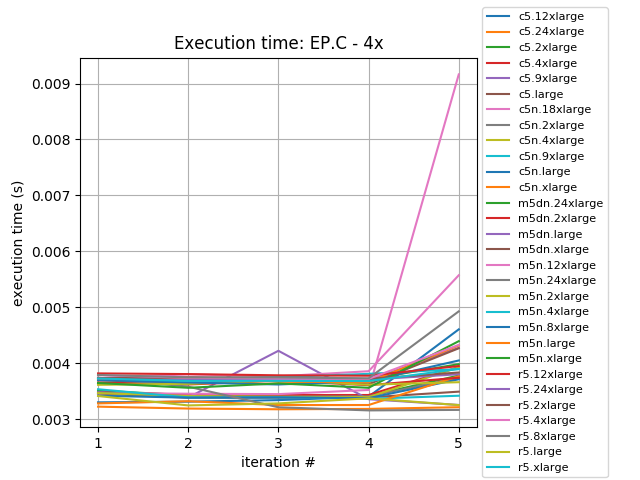 Execution time: EP.C - 4x
execution time (s)
0.009
0.008
0.007
0.006
0.005
0.004
0.003
1 2 3 4 5
iteration #
c5.12xlarge
c5.24xlarge
c5.2xlarge
c5.4xlarge
c5.9xlarge
c5.large
c5n.18xlarge
c5n.2xlarge
c5n.4xlarge
c5n.9xlarge
c5n.large
c5n.xlarge
m5dn.24xlarge
m5dn.2xlarge
m5dn.large
m5dn.xlarge
m5n.12xlarge
m5n.24xlarge
m5n.2xlarge
m5n.4xlarge
m5n.8xlarge
m5n.large
m5n.xlarge
r5.12xlarge
r5.24xlarge
r5.2xlarge
r5.4xlarge
r5.8xlarge
r5.large
r5.xlarge